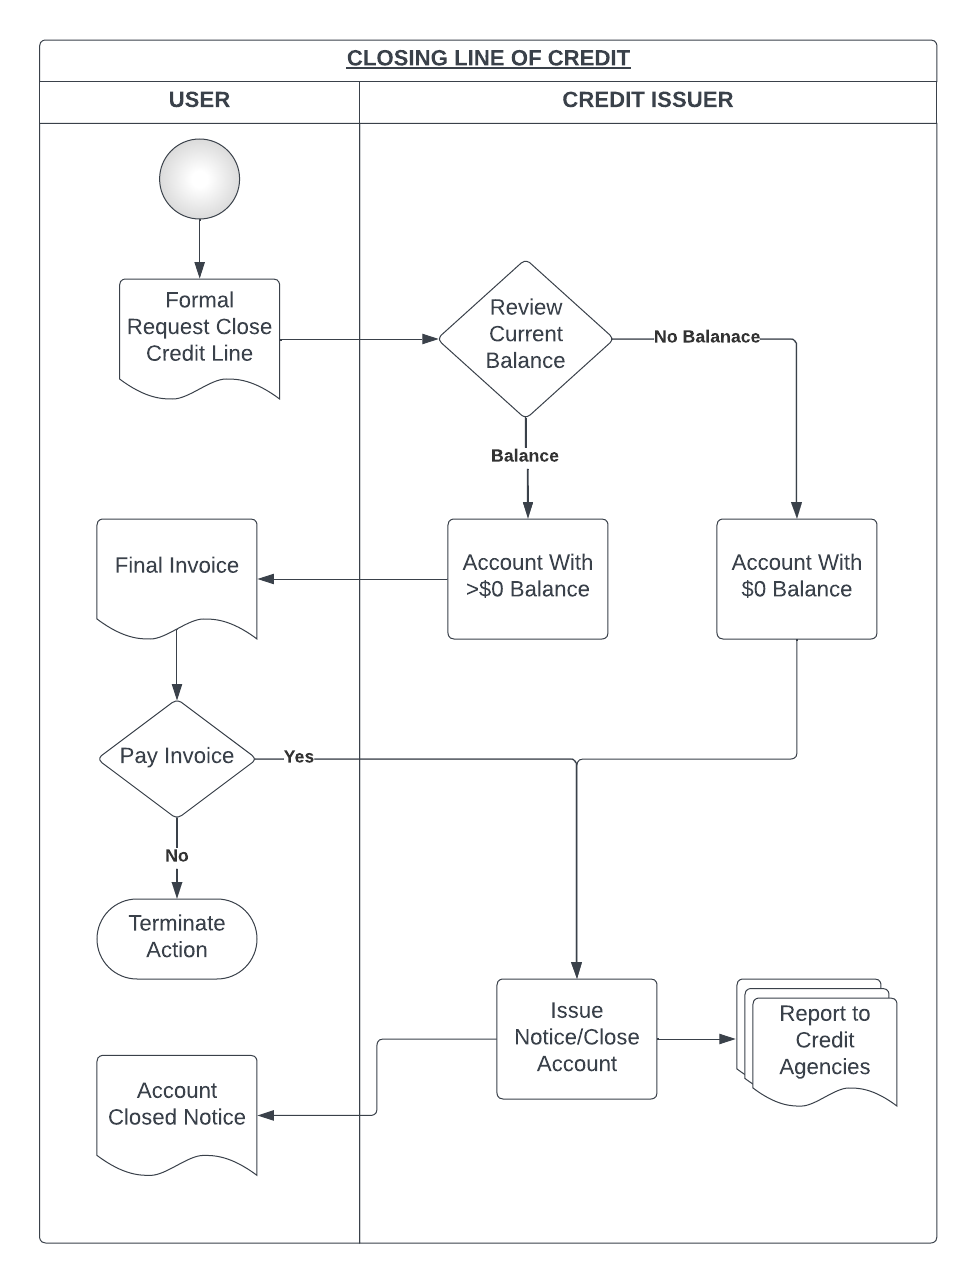 CLOSING LINE OF CREDIT
USER
CREDIT ISSUER
Formal
Request Close
Credit Line
Review
Current
Balance
No Balanace
Balance
Final Invoice
Account With
>$0 Balance
Account With
$0 Balance
Pay Invoice
Yes
No
Terminate
Action
Issue
Notice/Close
Account
Report to
Credit
Agencies
Account
Closed Notice